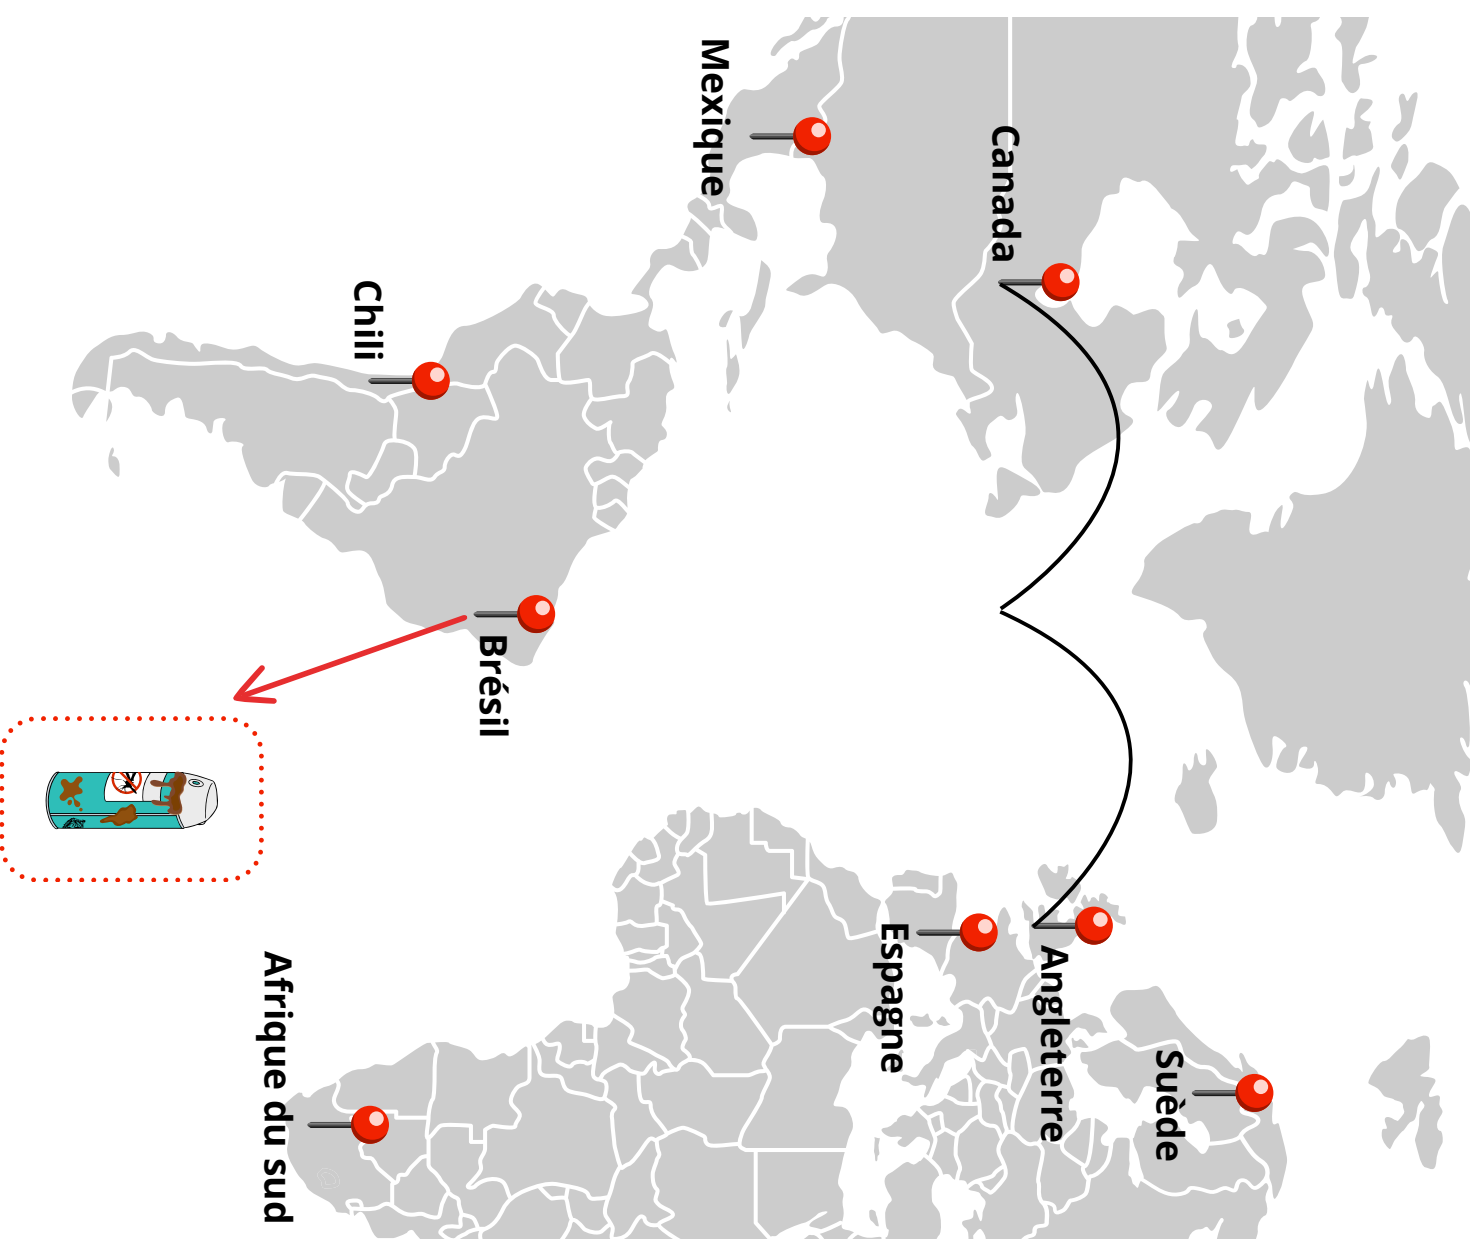 Canada
Mexique
Chili
Brésil
Suède
Angleterre
Espagne
Afrique du sud